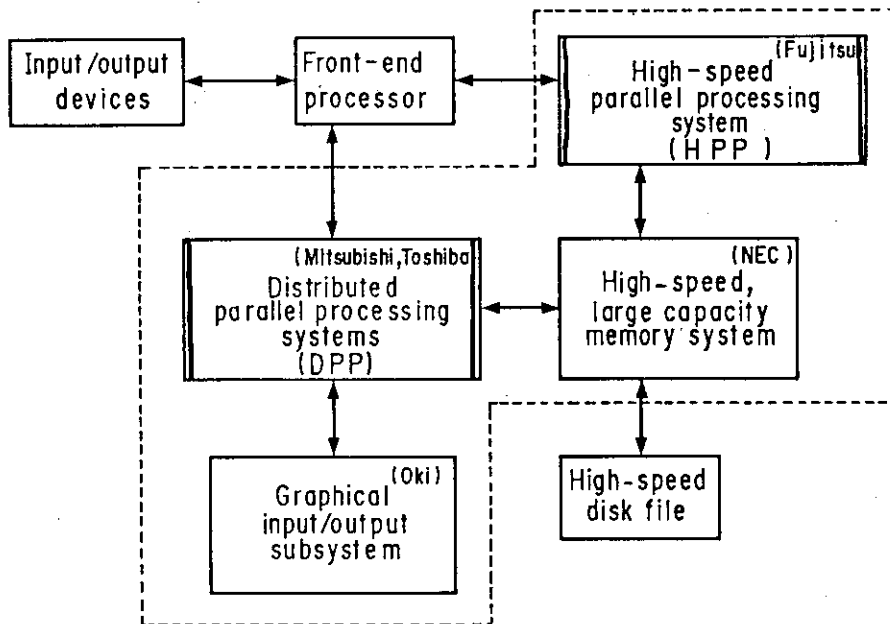 Input/output
devices
Front-end
processor
(Fujitsu)
High-speed
parallel processing
system
(HPP)
(Mitsubishi,Toshiba
Distributed
parallel processing
systems
(DPP)
(NEC)
High-speed,
large capacity
memory system
(Oki)
Graphical
input/output
subsystem
High-speed
disk file